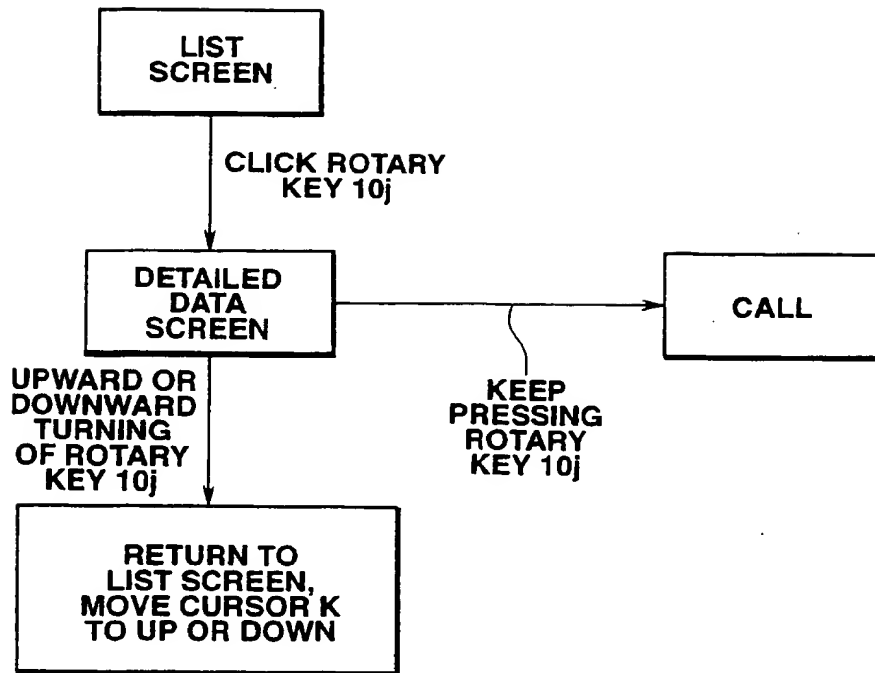 LIST
SCREEN
CLICK ROTARY
KEY 10j
DETAILED
DATA
SCREEN
CALL
UPWARD OR
DOWNWARD
TURNING
OF ROTARY
KEY 10j
KEEP
PRESSING
ROTARY
KEY 10j
RETURN TO
LIST SCREEN,
MOVE CURSOR K
TO UP OR DOWN